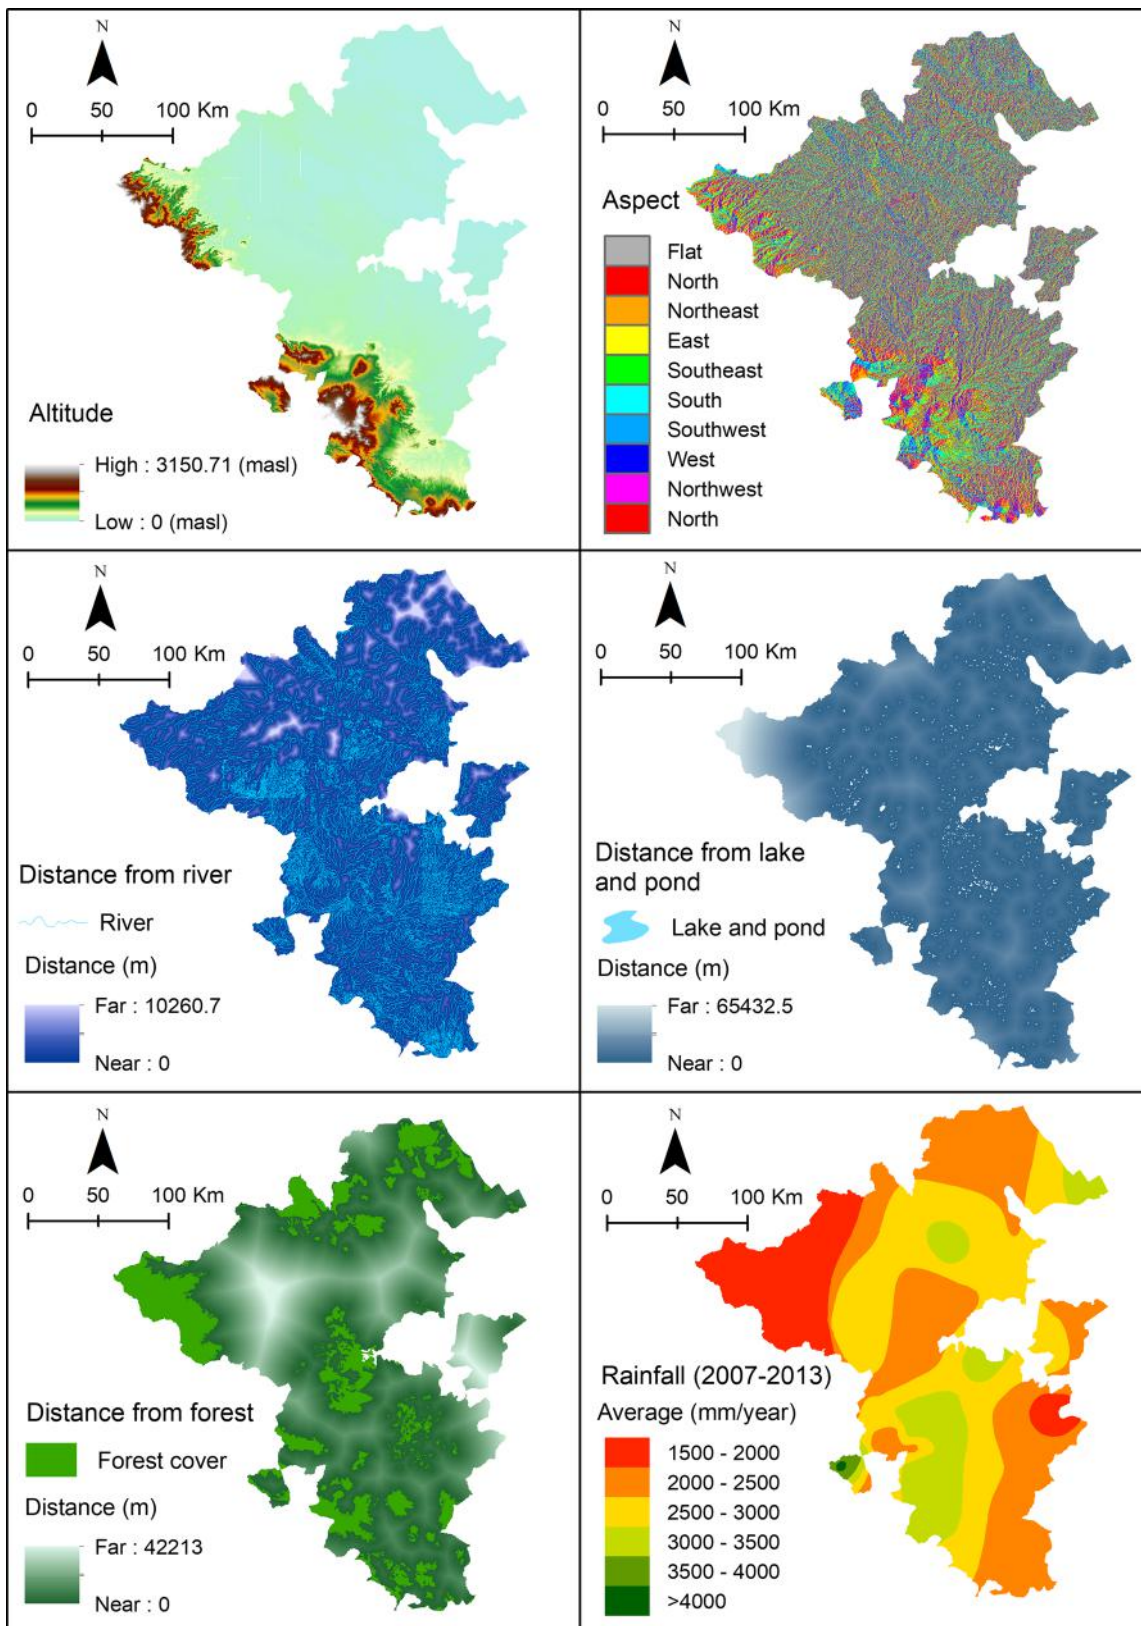 N
0 50 100 Km
Altitude
High : 3150.71 (masl)
Low : 0 (masl)
N
0 50 100 Km
Aspect
Flat
North
Northeast
East
Southeast
South
Southwest
West
Northwest
North
N
0 50 100 Km
Distance from river
River
Distance (m)
Far : 10260.7
Near : 0
N
0 50 100 Km
Distance from lake
and pond
Lake and pond
Distance (m)
Far : 65432.5
Near : 0
N
0 50 100 Km
Distance from forest
Forest cover
Distance (m)
Far : 42213
Near : 0
N
0 50 100 Km
Rainfall (2007-2013)
Average (mm/year)
1500 - 2000
2000 - 2500
2500 - 3000
3000 - 3500
3500 - 4000
>4000